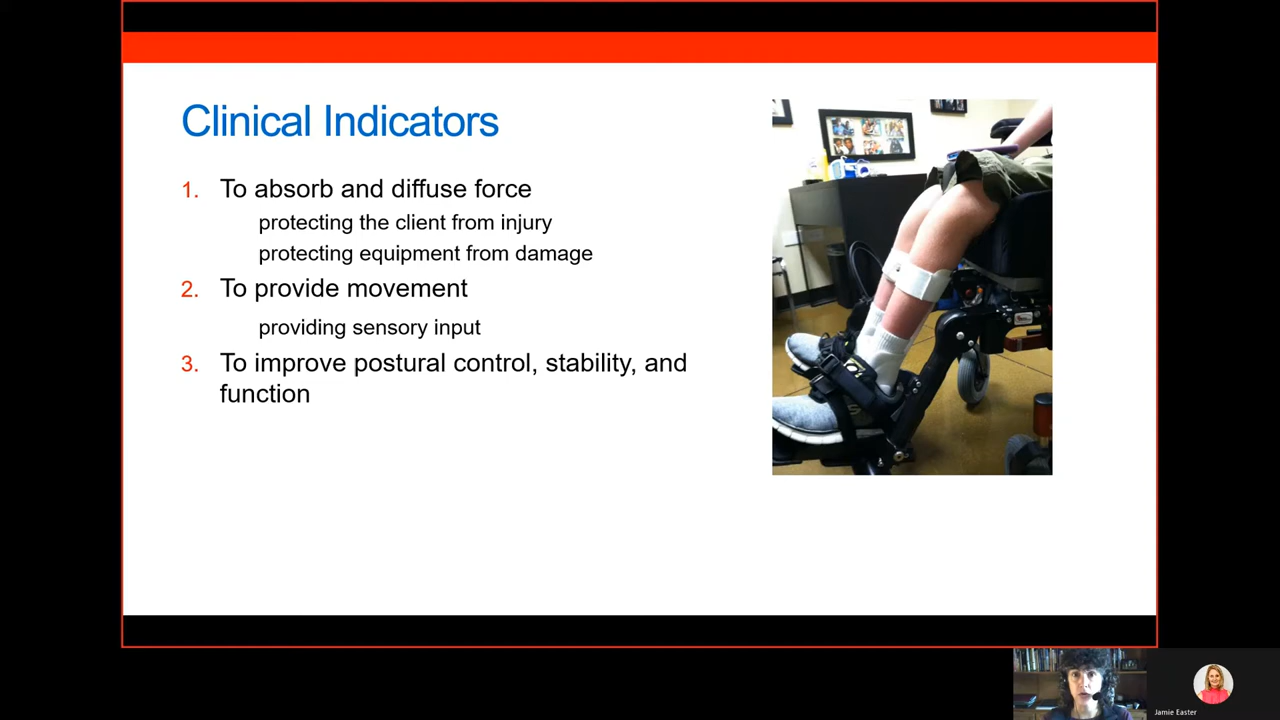 Clinical Indicators
1. To absorb and diffuse force
protecting the client from injury
protecting equipment from damage
2. To provide movement
providing sensory input
3. To improve postural control, stability, and
function
Jamie Easter